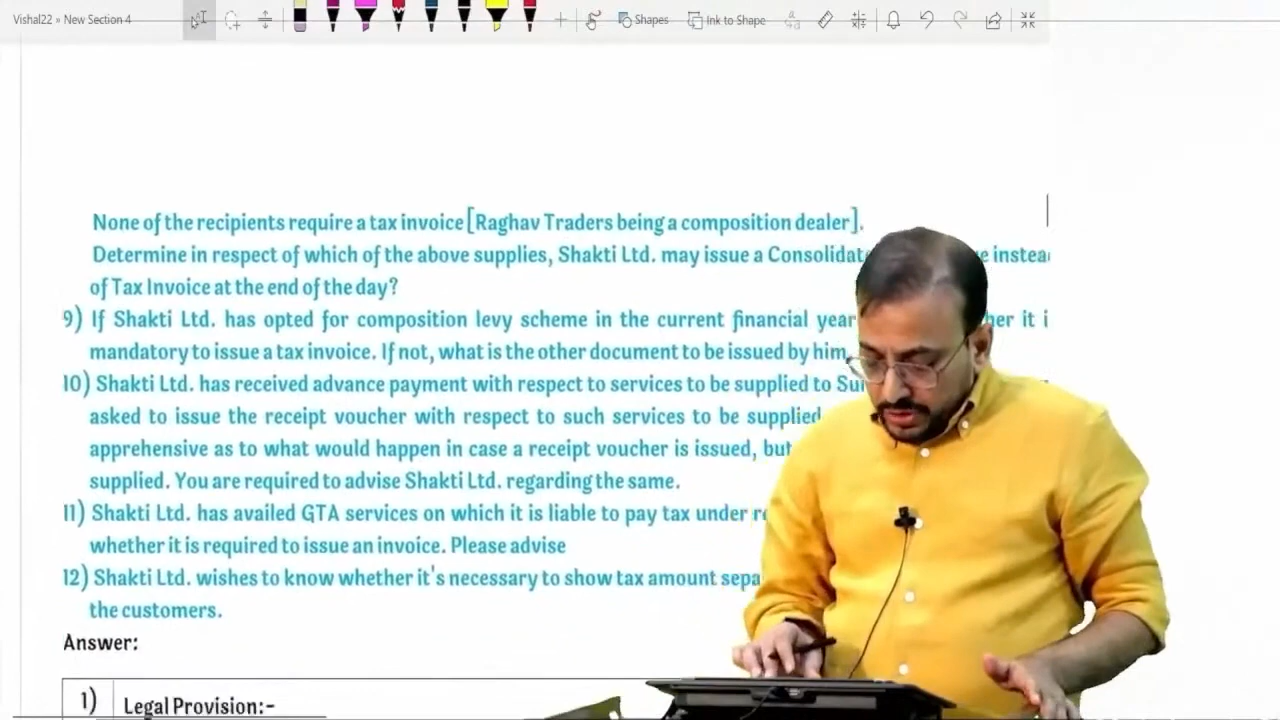 Vishal22 » New Section 4
Shapes
Ink to Shape
None of the recipients require a tax invoice [Raghav Traders being a composition dealer].
Determine in respect of which of the above supplies, Shakti Ltd. may issue a
of Tax Invoice at the end of the day?
9) If Shakti Ltd. has opted for composition levy scheme in the current financial year
mandatory to issue a tax invoice. If not, what is the other document to be issued by him
10) Shakti Ltd. has received advance payment with respect to services to be supplied to
asked to issue the receipt voucher with respect to such services to be supplied
apprehensive as to what would happen in case a receipt voucher is issued, but
supplied. You are required to advise Shakti Ltd. regarding the same.
11) Shakti Ltd. has availed GTA services on which it is liable to pay tax under
whether it is required to issue an invoice. Please advise
12) Shakti Ltd. wishes to know whether it's necessary to show tax amount
the customers.
Answer:
1) Legal Provision:-